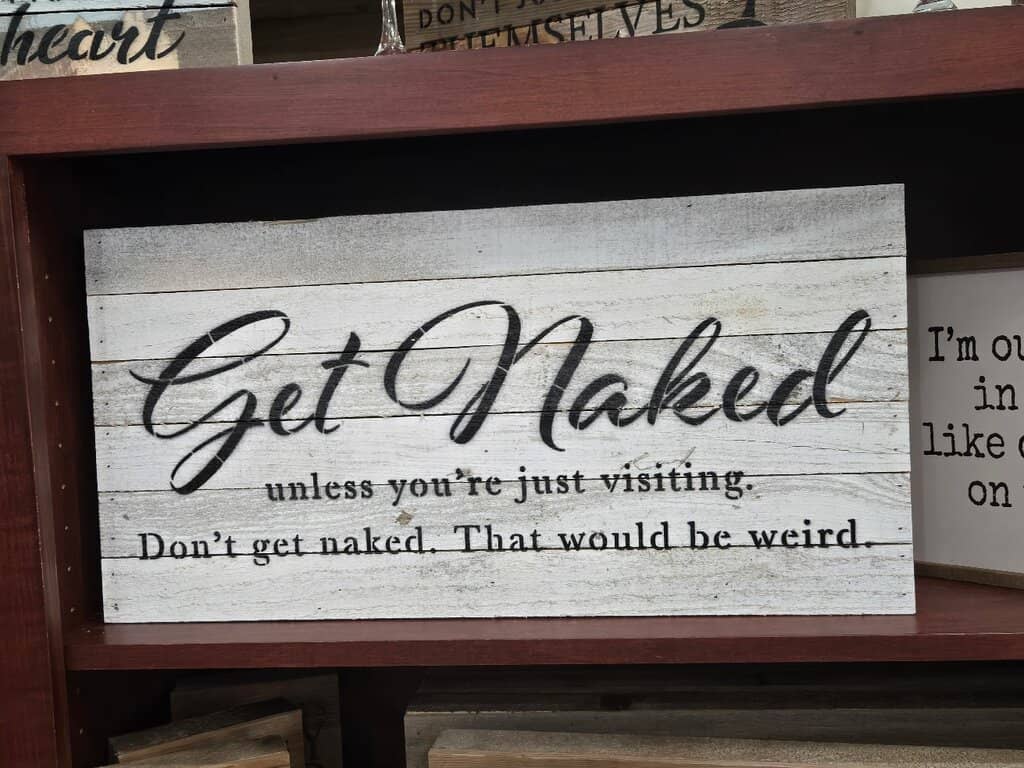 heart
DON'T
THEMSELVES
Get Naked
unless you're just visiting.
Don't get naked. That would be weird.
I'm
in
like
on